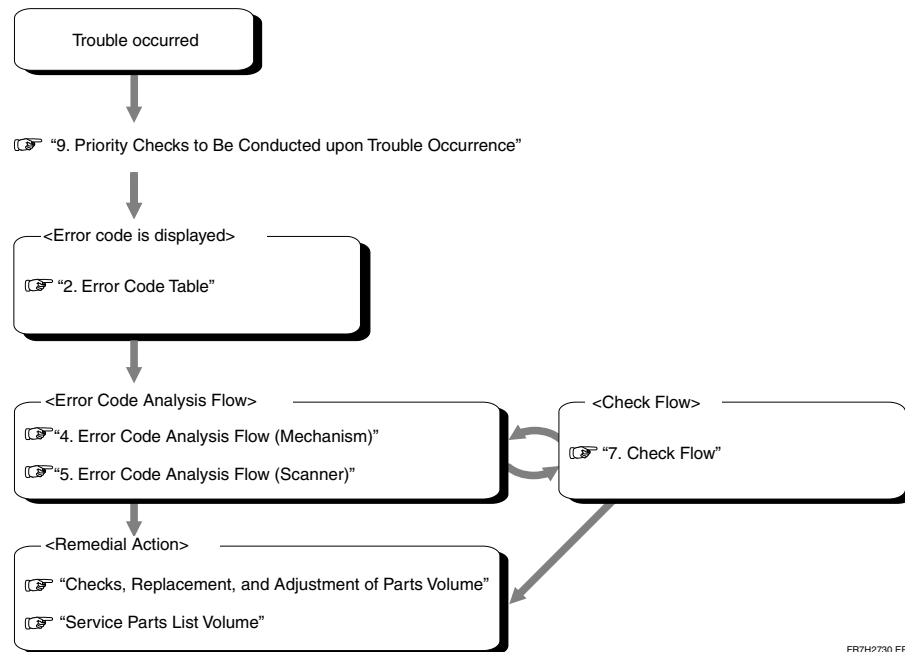 Trouble occurred
☞ “9. Priority Checks to Be Conducted upon Trouble Occurrence”
<Error code is displayed>
☞ “2. Error Code Table”
<Error Code Analysis Flow>
☞“4. Error Code Analysis Flow (Mechanism)”
☞“5. Error Code Analysis Flow (Scanner)”
<Check Flow>
☞ “7. Check Flow”
<Remedial Action>
☞ “Checks, Replacement, and Adjustment of Parts Volume”
☞ “Service Parts List Volume”